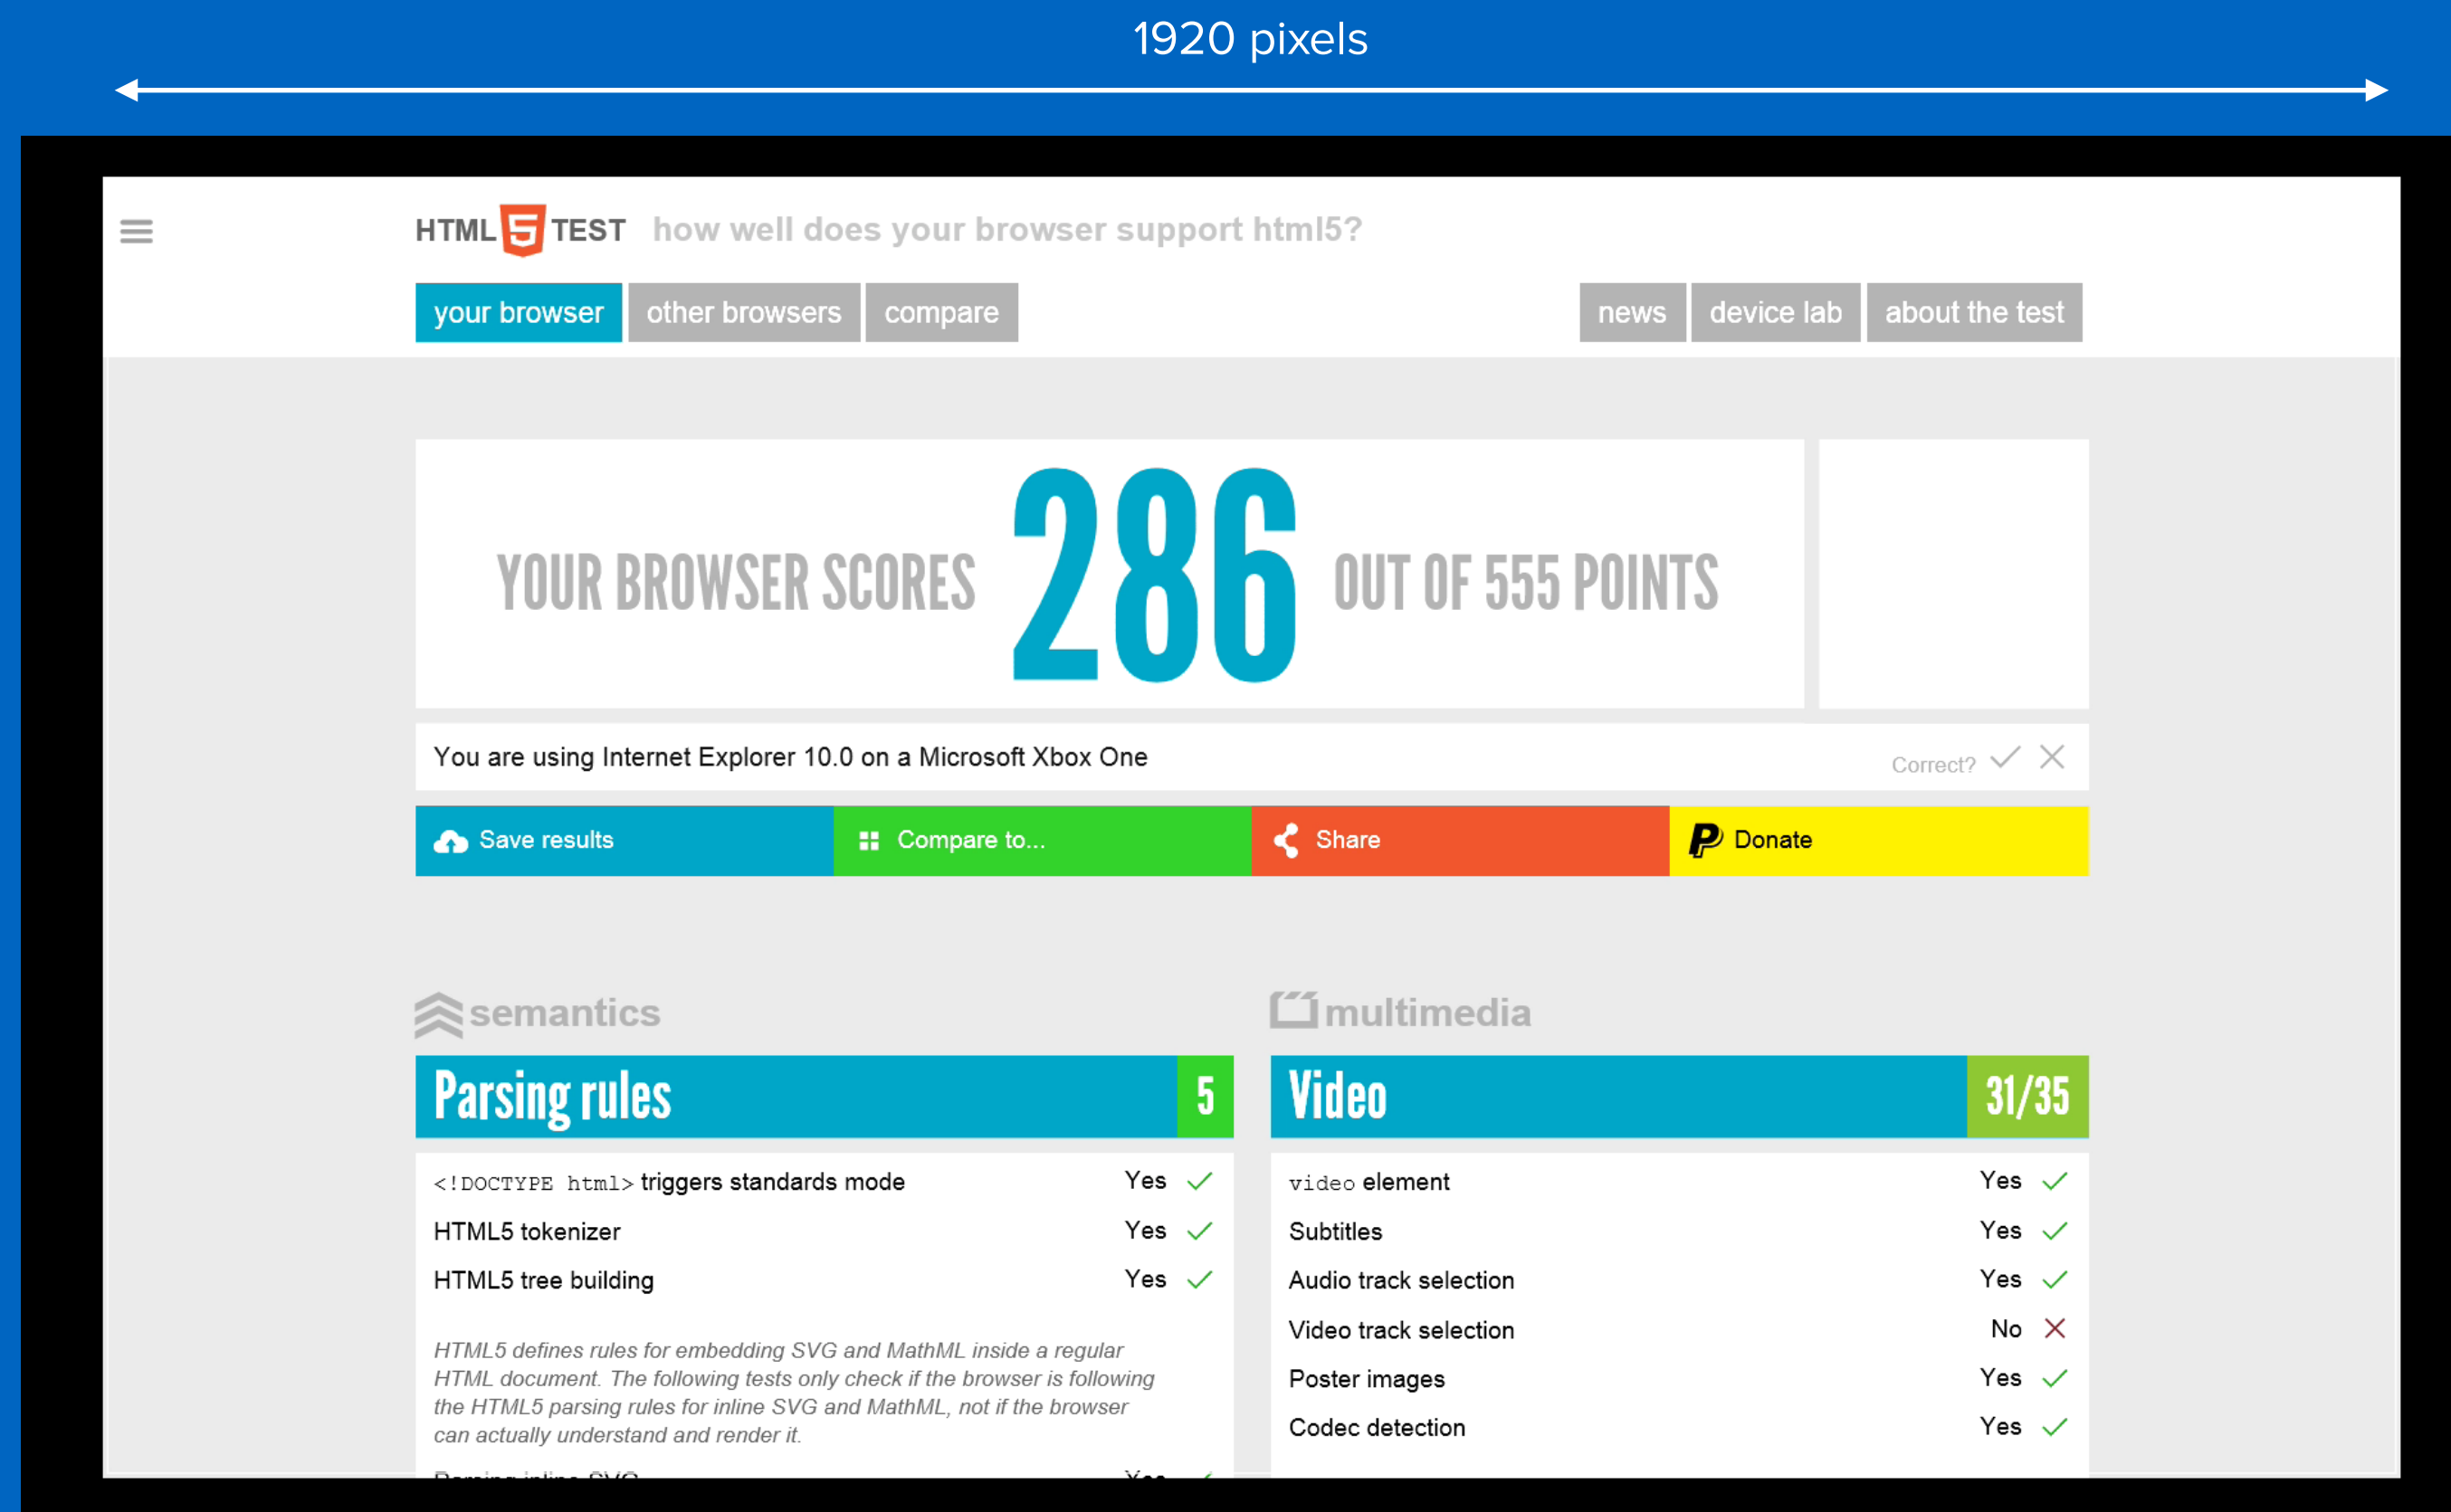 1920 pixels
HTML5TEST how well does your browser support html5?
your browser other browsers compare news device lab about the test
YOUR BROWSER SCORES 286 OUT OF 555 POINTS
You are using Internet Explorer 10.0 on a Microsoft Xbox One Correct?
Save results Compare to... Share Donate
semantics
Parsing rules 5
<!DOCTYPE html> triggers standards mode Yes
HTML5 tokenizer Yes
HTML5 tree building Yes
HTML5 defines rules for embedding SVG and MathML inside a regular
HTML document. The following tests only check if the browser is following
the HTML5 parsing rules for inline SVG and MathML, not if the browser
can actually understand and render it.
Parsing inline SVG Yes
multimedia
Video 31/35
video element Yes
Subtitles Yes
Audio track selection Yes
Video track selection No
Poster images Yes
Codec detection Yes